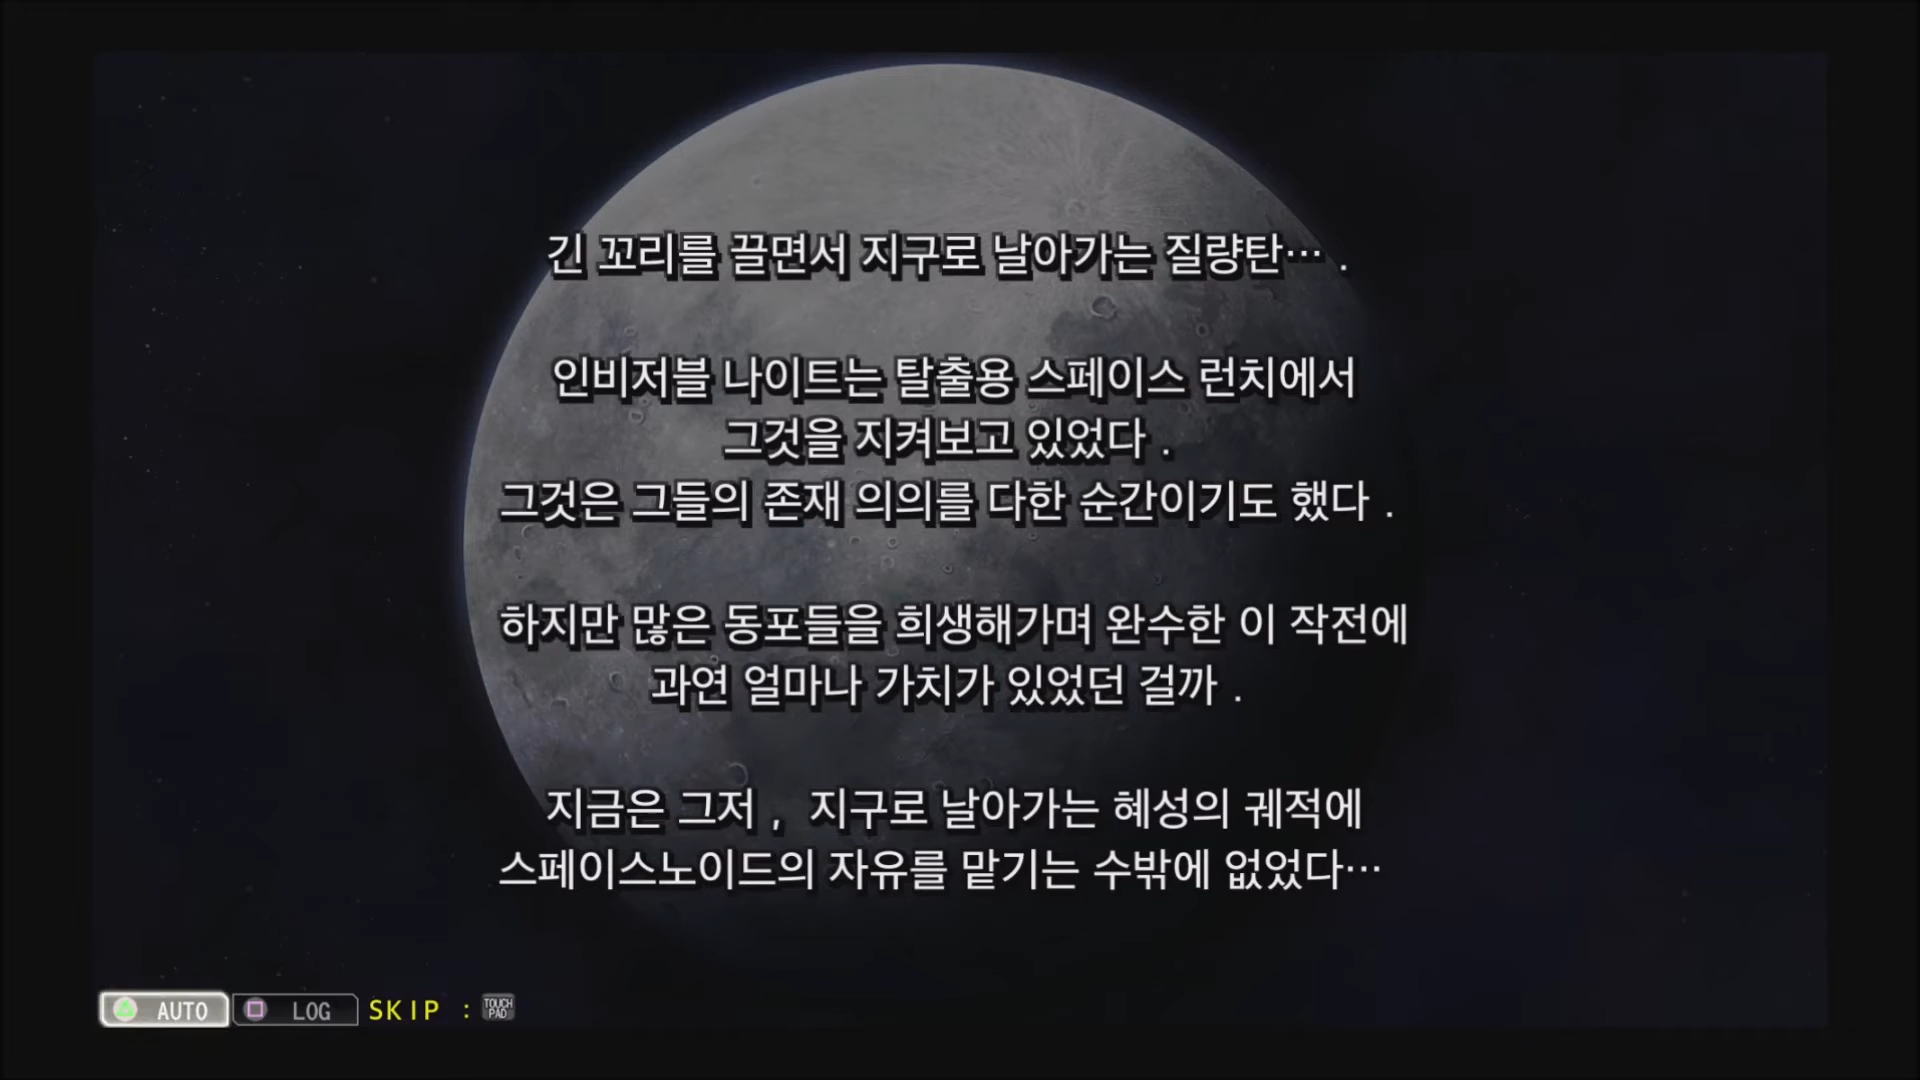 긴 꼬리를 끌면서 지구로 날아가는 질량탄… .
인비저블 나이트는 탈출용 스페이스 런치에서
그것을 지켜보고 있었다 .
그것은 그들의 존재 의의를 다한 순간이기도 했다 .
하지만 많은 동포들을 희생해가며 완수한 이 작전에
과연 얼마나 가치가 있었던 걸까 .
지금은 그저 , 지구로 날아가는 혜성의 궤적에
스페이스노이드의 자유를 맡기는 수밖에 없었다…
AUTO LOG SKIP : TOUCH PAD